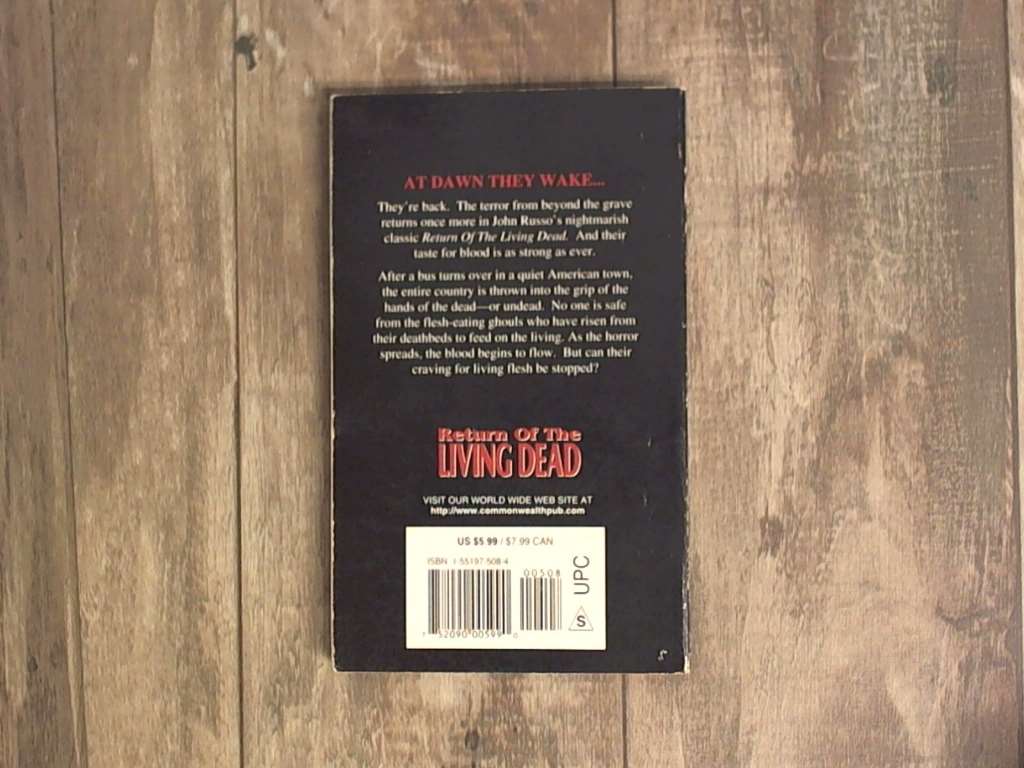 AT DAWN THEY WAKE...
They're back. The terror from beyond the grave
returns once more in John Russo's nightmarish
classic Return Of The Living Dead. And their
taste for blood is as strong as ever.
After a bus turns over in a quiet American town,
the entire country is thrown into the grip of the
hands of the dead—or undead. No one is safe
from the flesh-eating ghouls who have risen from
their deathbeds to feed on the living. As the horror
spreads, the blood begins to flow. But can their
craving for living flesh be stopped?
Return Of The
LIVING DEAD
VISIT OUR WORLD WIDE WEB SITE AT
http://www.commonwealthpub.com
US $5.99 / $7.99 CAN.
ISBN 1-55197-508-4
00508
7 52090 00599 0
UPC
S